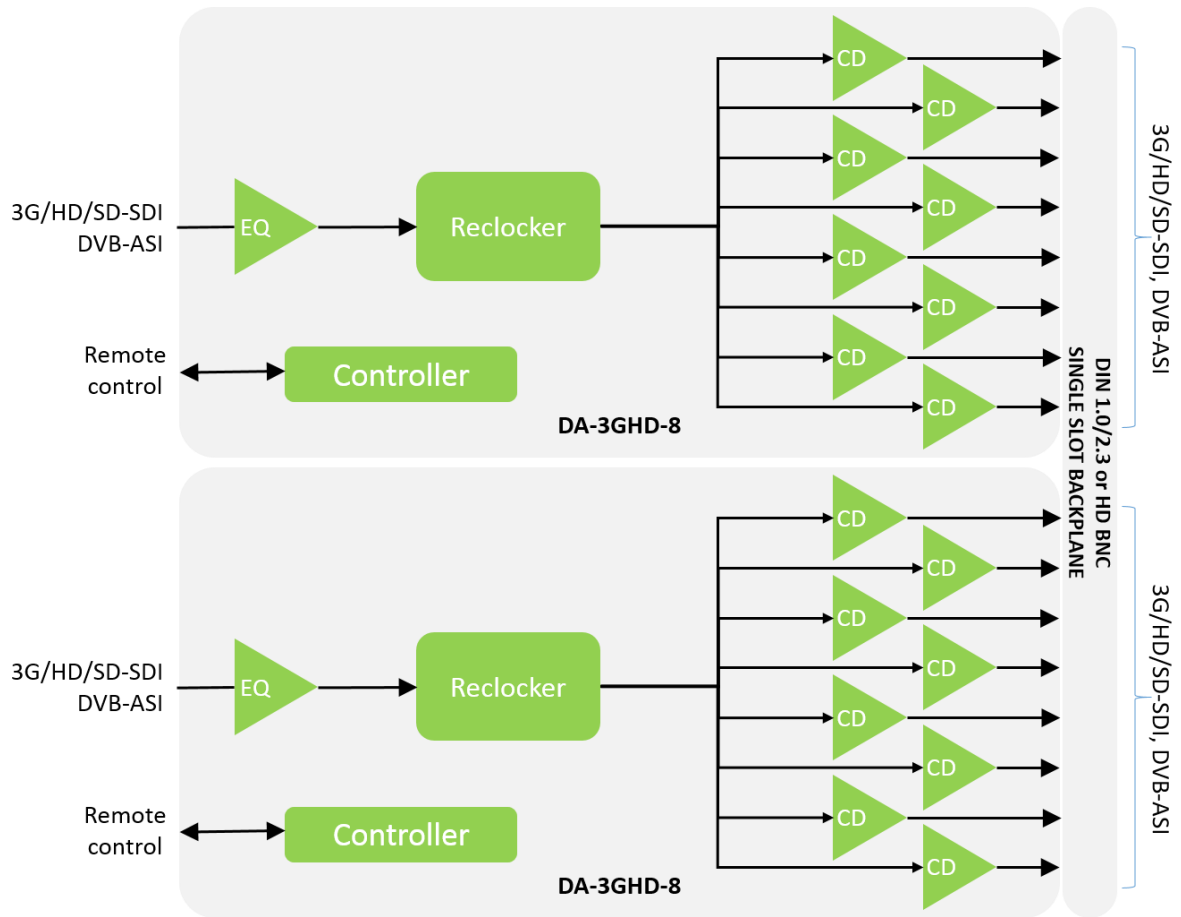 CD
CD
CD
CD
CD
CD
CD
CD
3G/HD/SD-SDI
DVB-ASI
EQ
Reclocker
Remote
control
Controller
DA-3GHD-8
3G/HD/SD-SDI, DVB-ASI
DIN 1.0/2.3 or HD BNC
SINGLE SLOT BACKPLANE
CD
CD
CD
CD
CD
CD
CD
CD
3G/HD/SD-SDI
DVB-ASI
EQ
Reclocker
Remote
control
Controller
DA-3GHD-8
3G/HD/SD-SDI, DVB-ASI